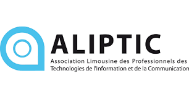 ALIPTIC
Association Limousine des Professionnels des
Technologies de l'Information et de la Communication